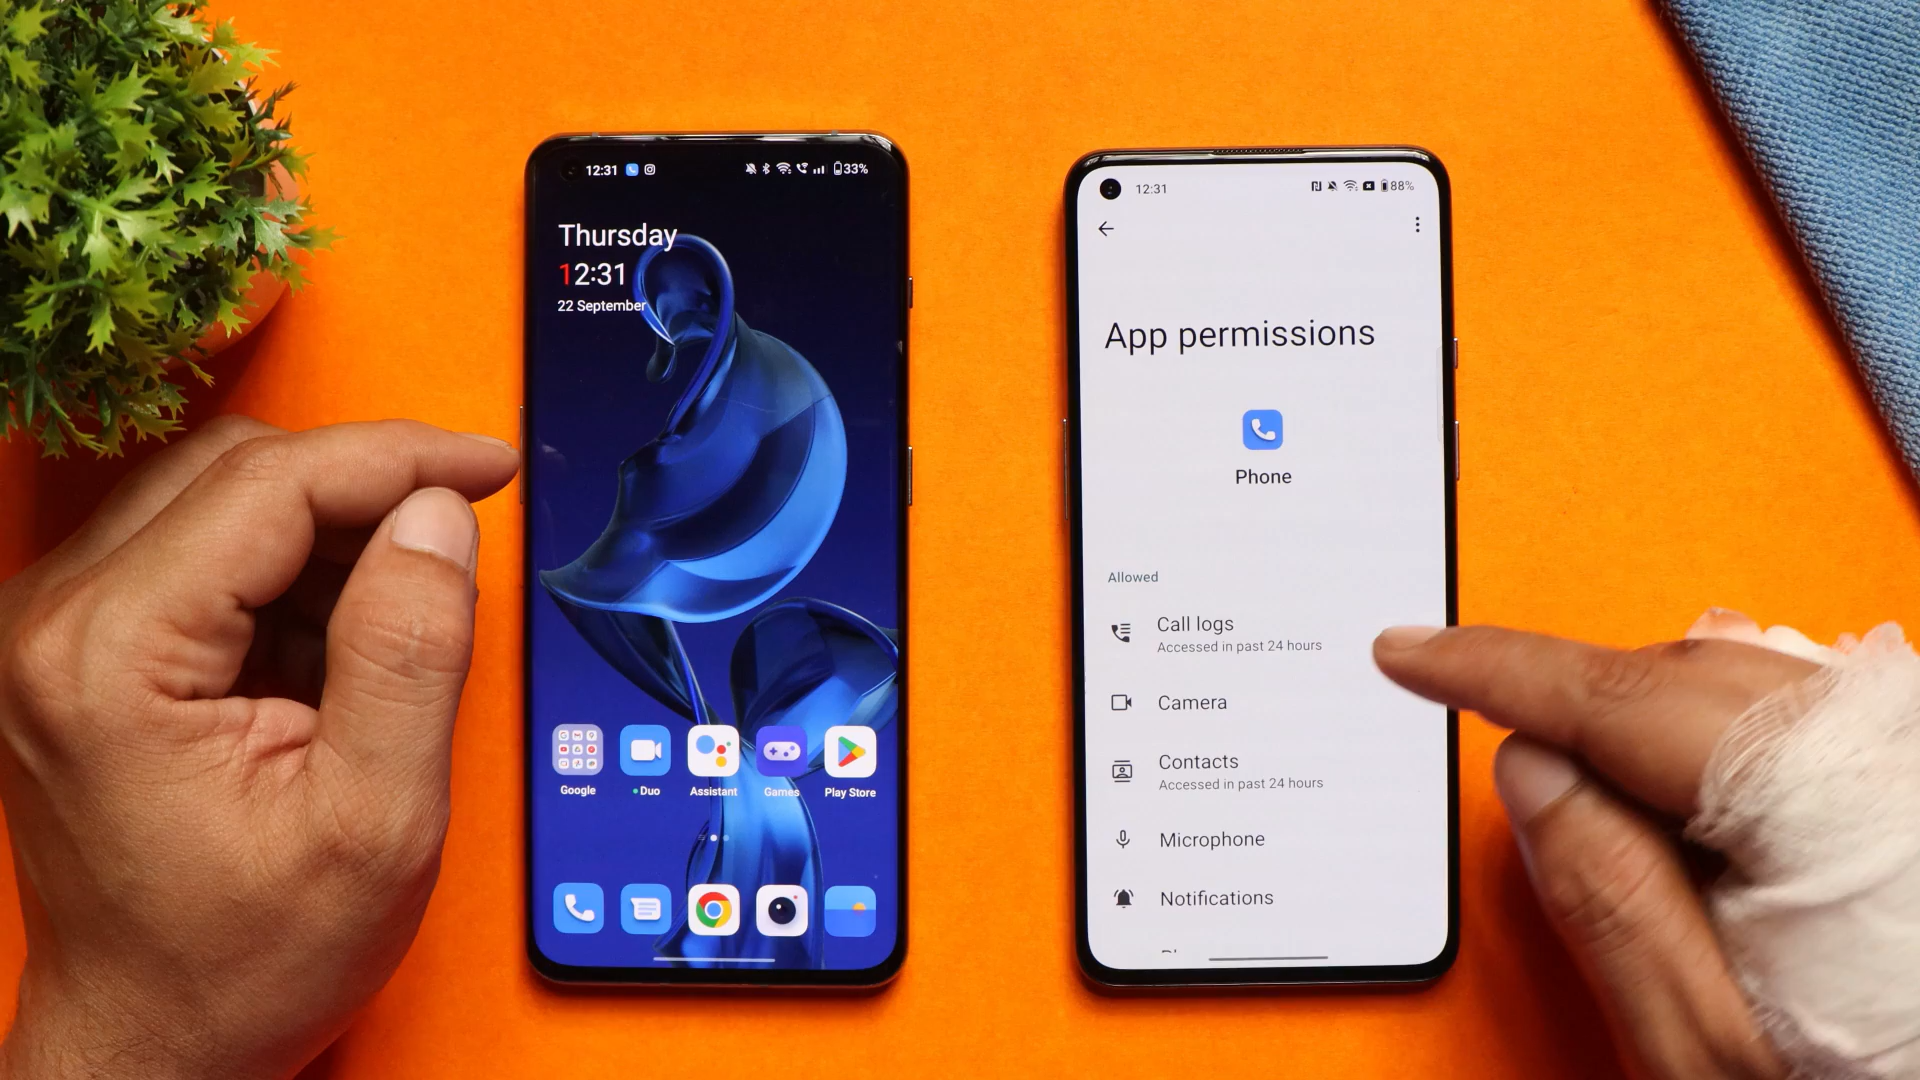 12:31
33%
Thursday
12:31
22 September
Google
Duo
Assistant
Games
Play Store
12:31
88%
App permissions
Phone
Allowed
Call logs
Accessed in past 24 hours
Camera
Contacts
Accessed in past 24 hours
Microphone
Notifications